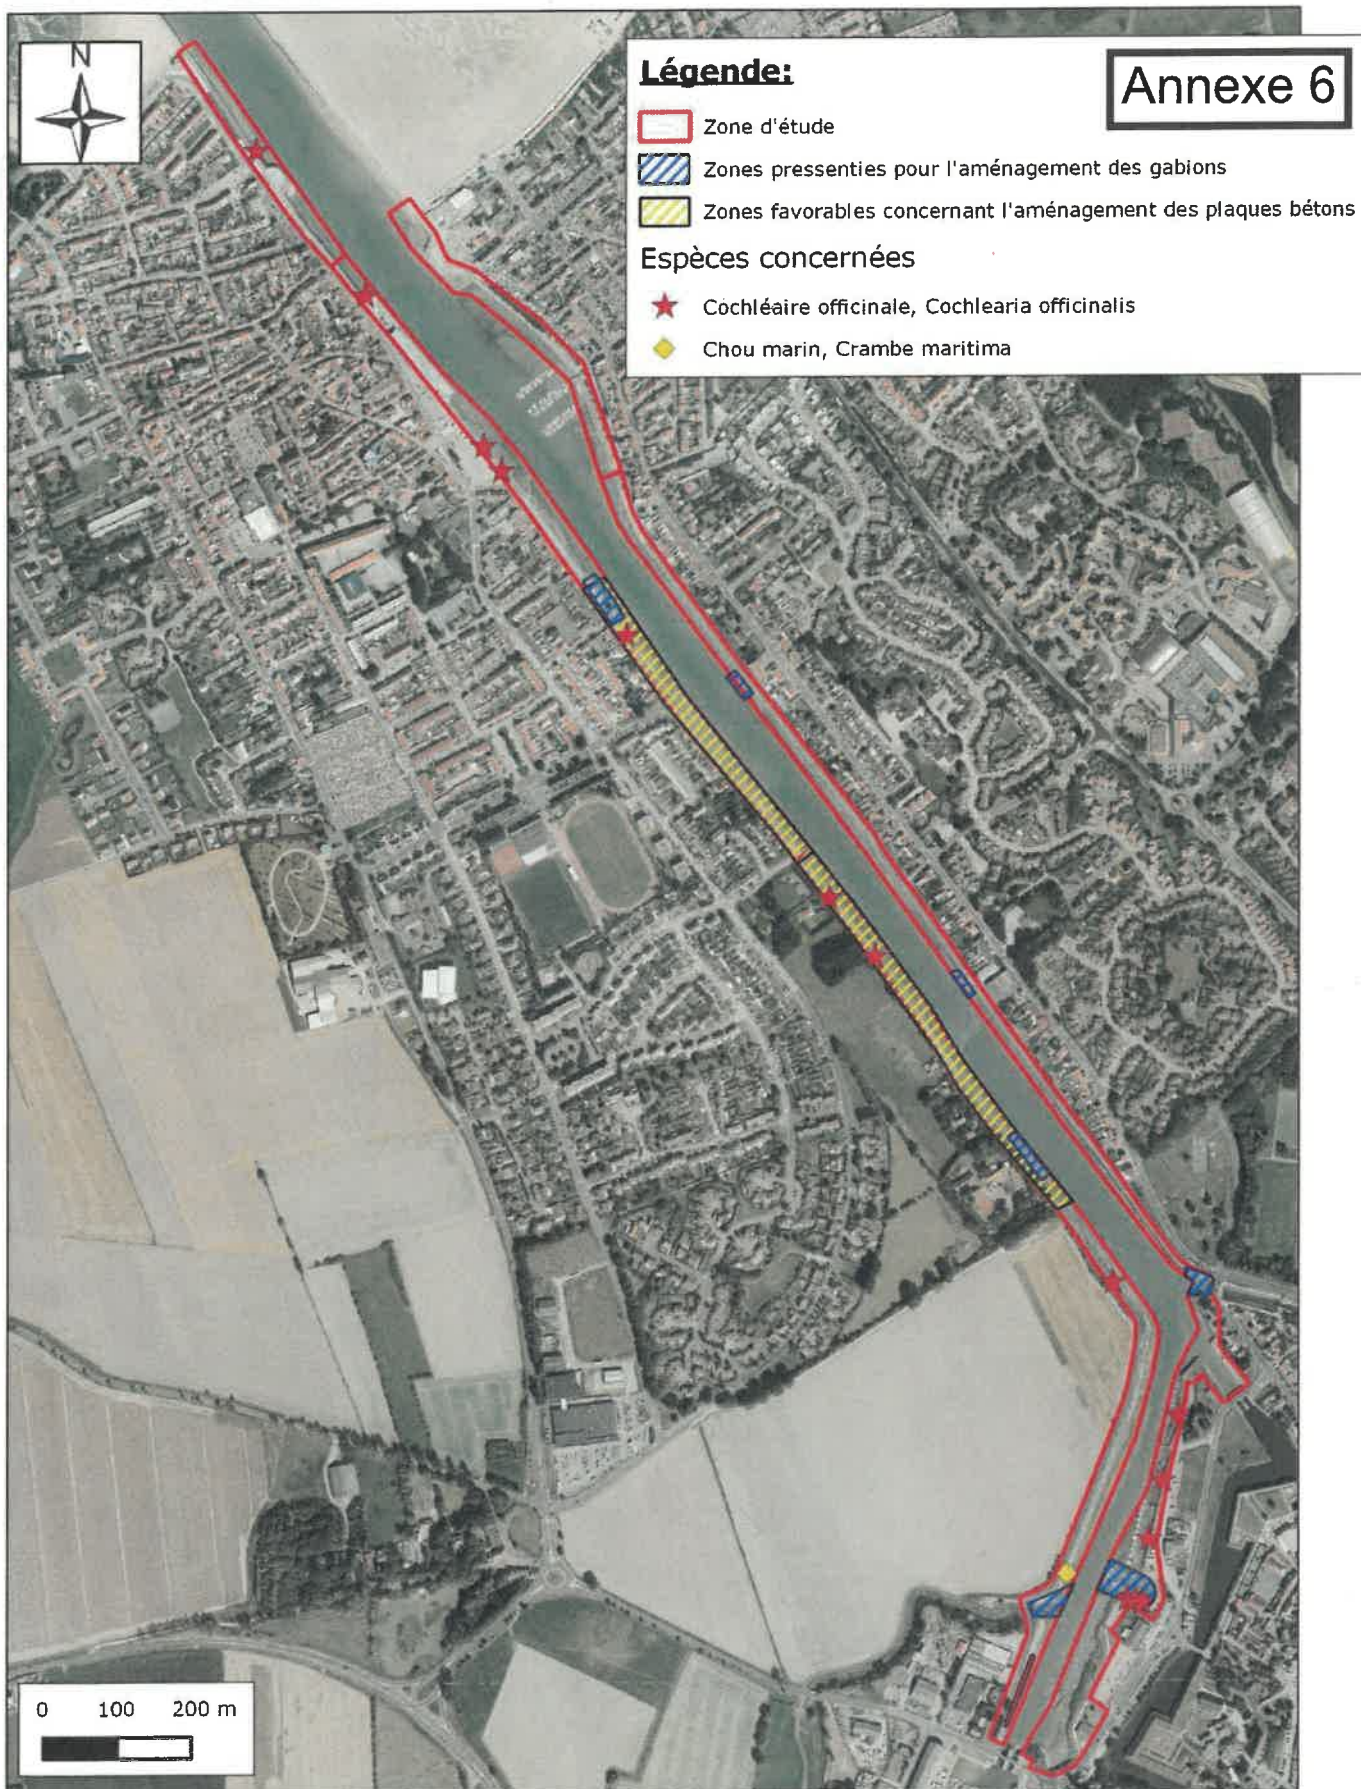 N
Légende:
Annexe 6
Zone d'étude
Zones pressenties pour l'aménagement des gabions
Zones favorables concernant l'aménagement des plaques bétons
Espèces concernées
Cochléaire officinale, Cochlearia officinalis
Chou marin, Crambe maritima
0 100 200 m